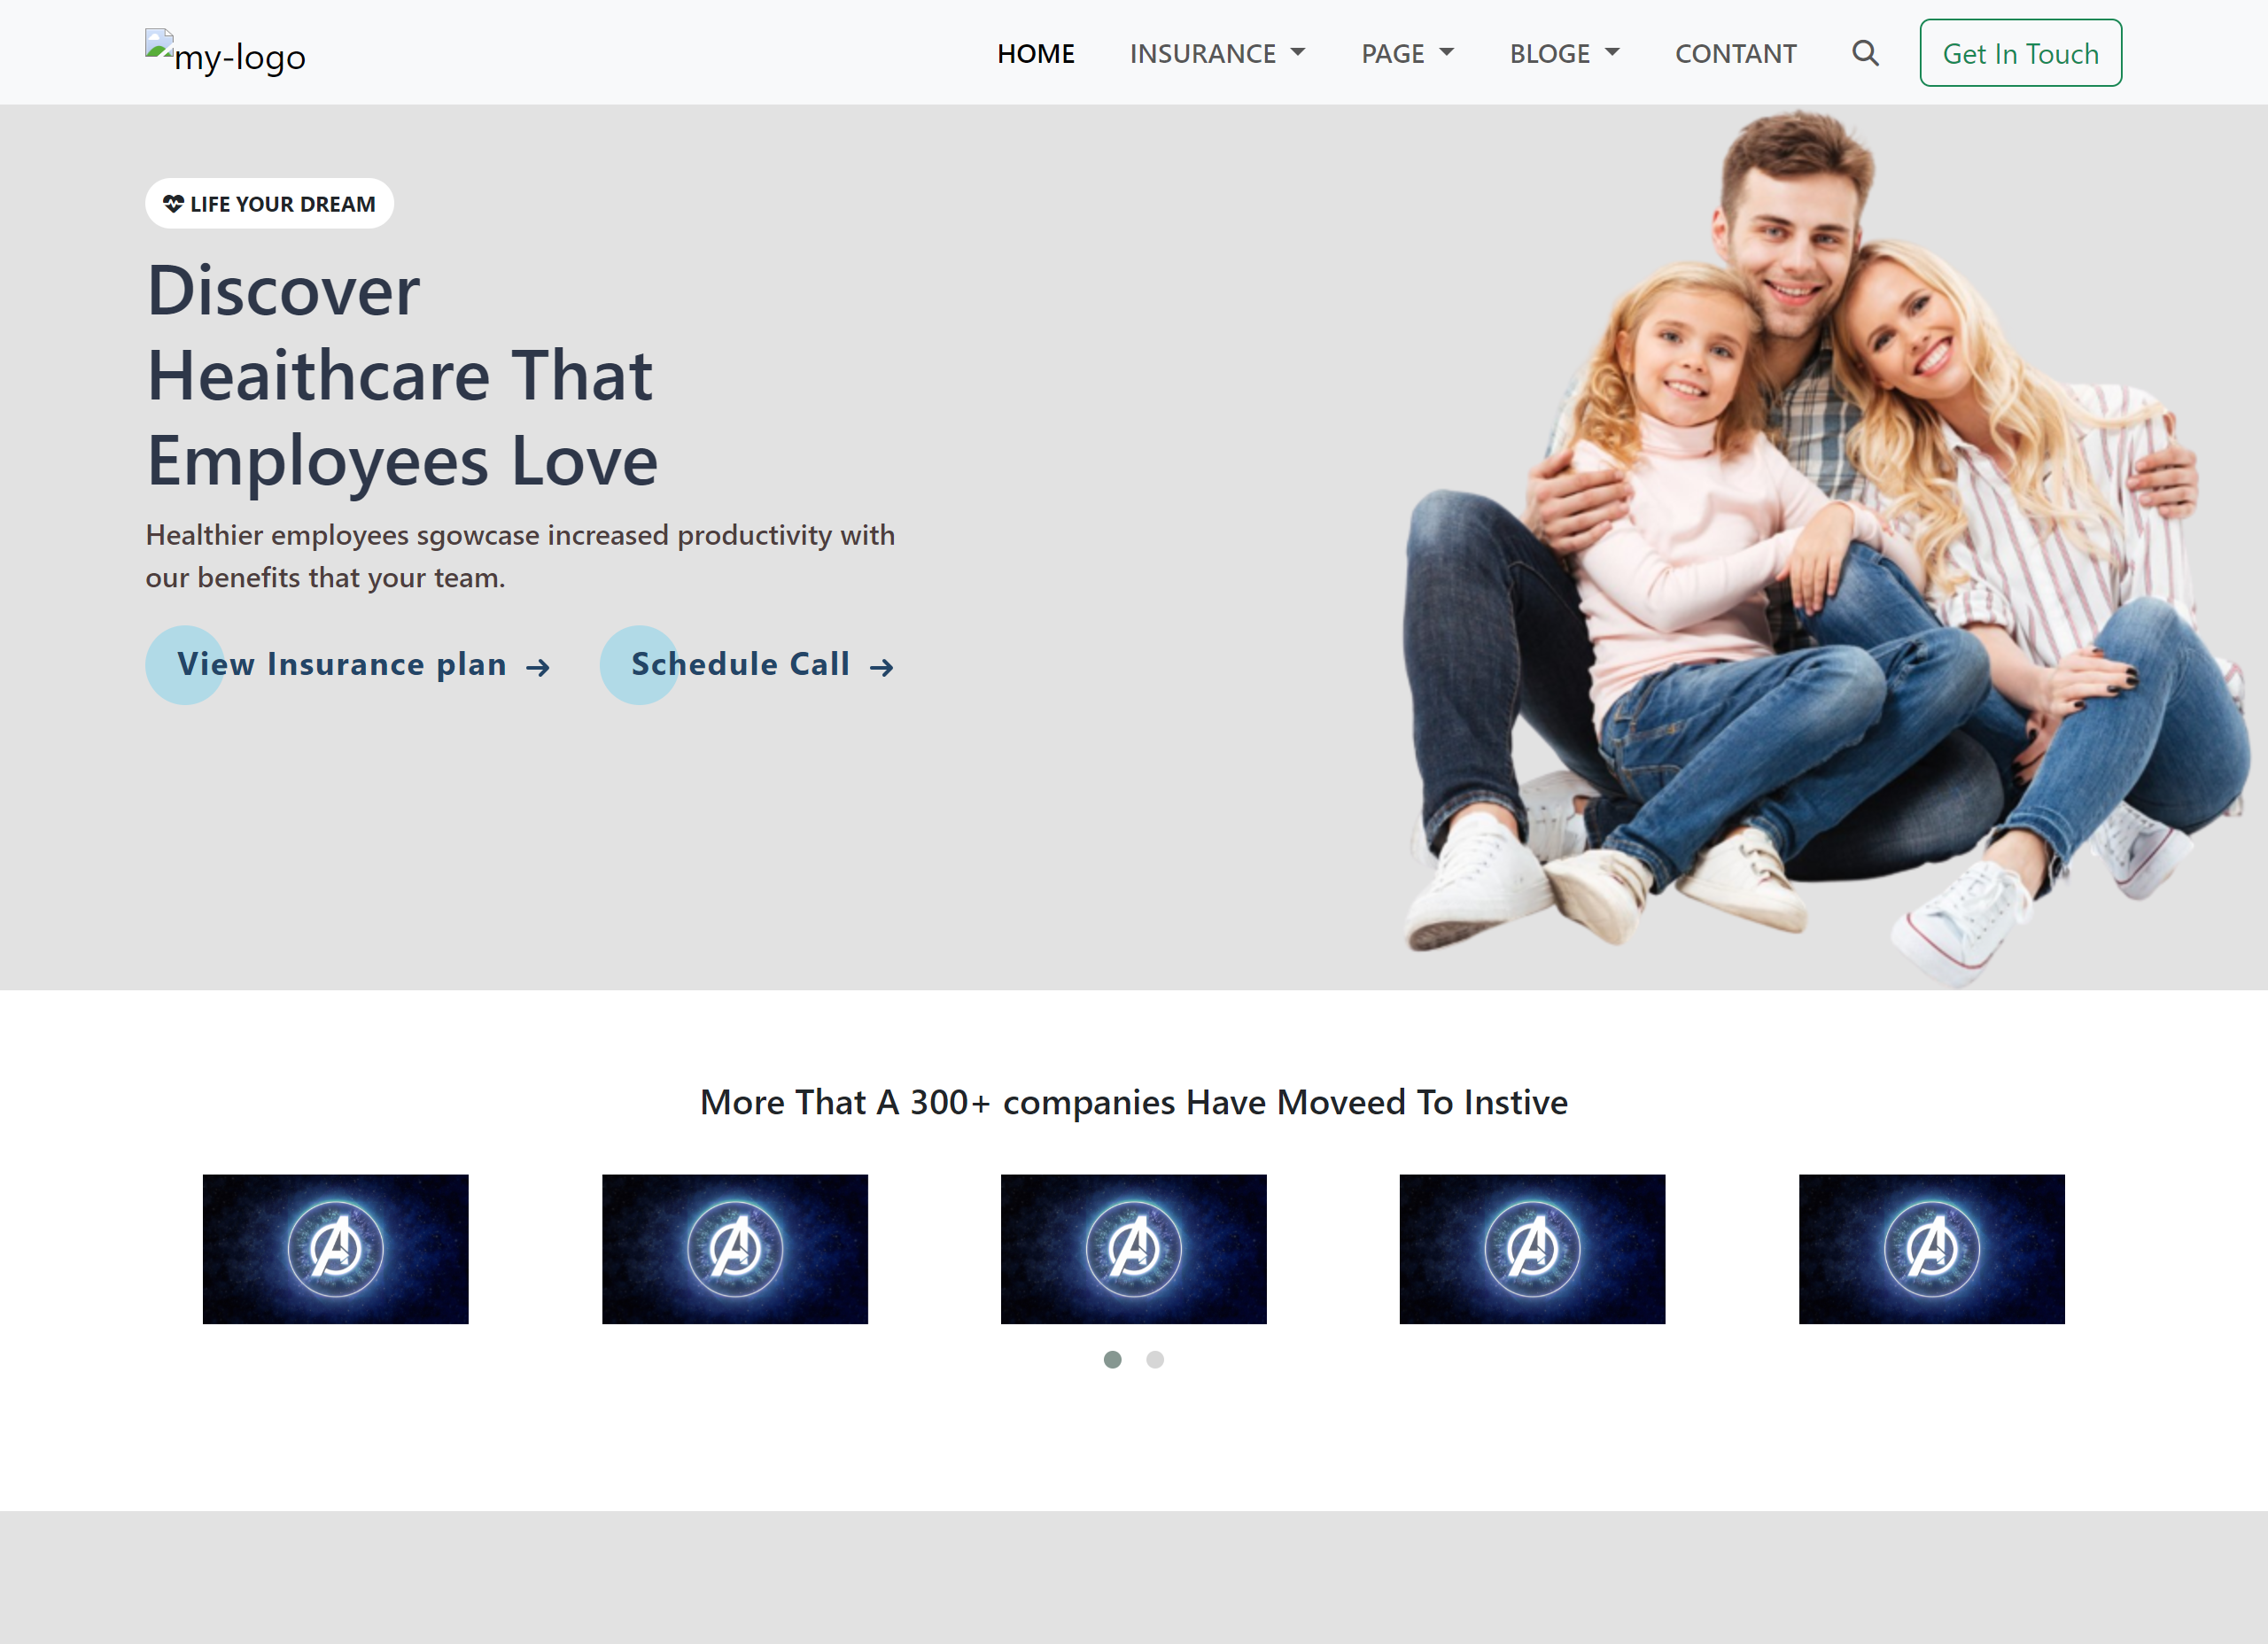 my-logo
HOME
INSURANCE
PAGE
BLOGE
CONTANT
Get In Touch
LIFE YOUR DREAM
Discover
Heaithcare That
Employees Love
Healthier employees sgowcase increased productivity with
our benefits that your team.
View Insurance plan
Schedule Call
More That A 300+ companies Have Moveed To Instive